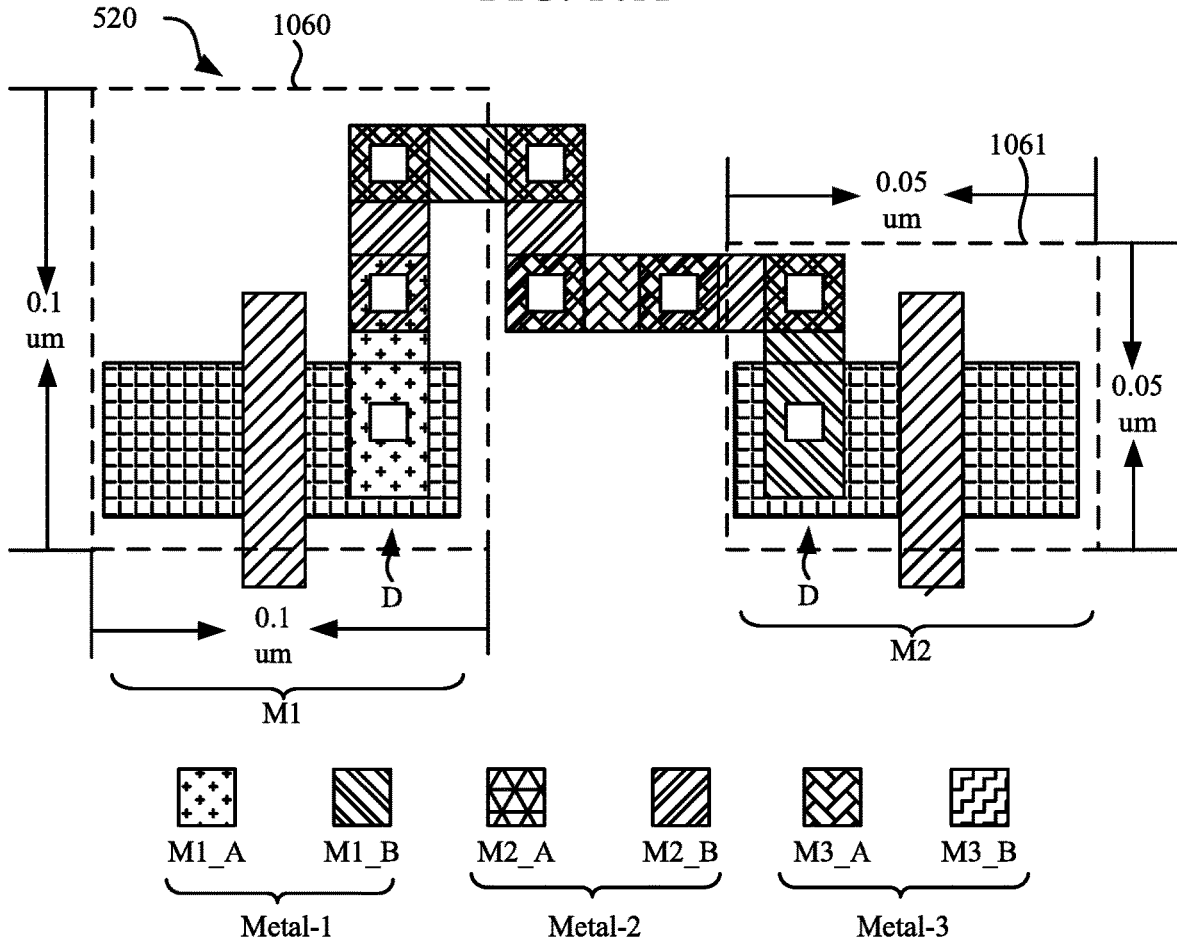 520
1060
1061
0.05
um
0.1
um
0.05
um
D
D
0.1
um
M2
M1
M1_A M1_B M2_A M2_B M3_A M3_B
Metal-1 Metal-2 Metal-3